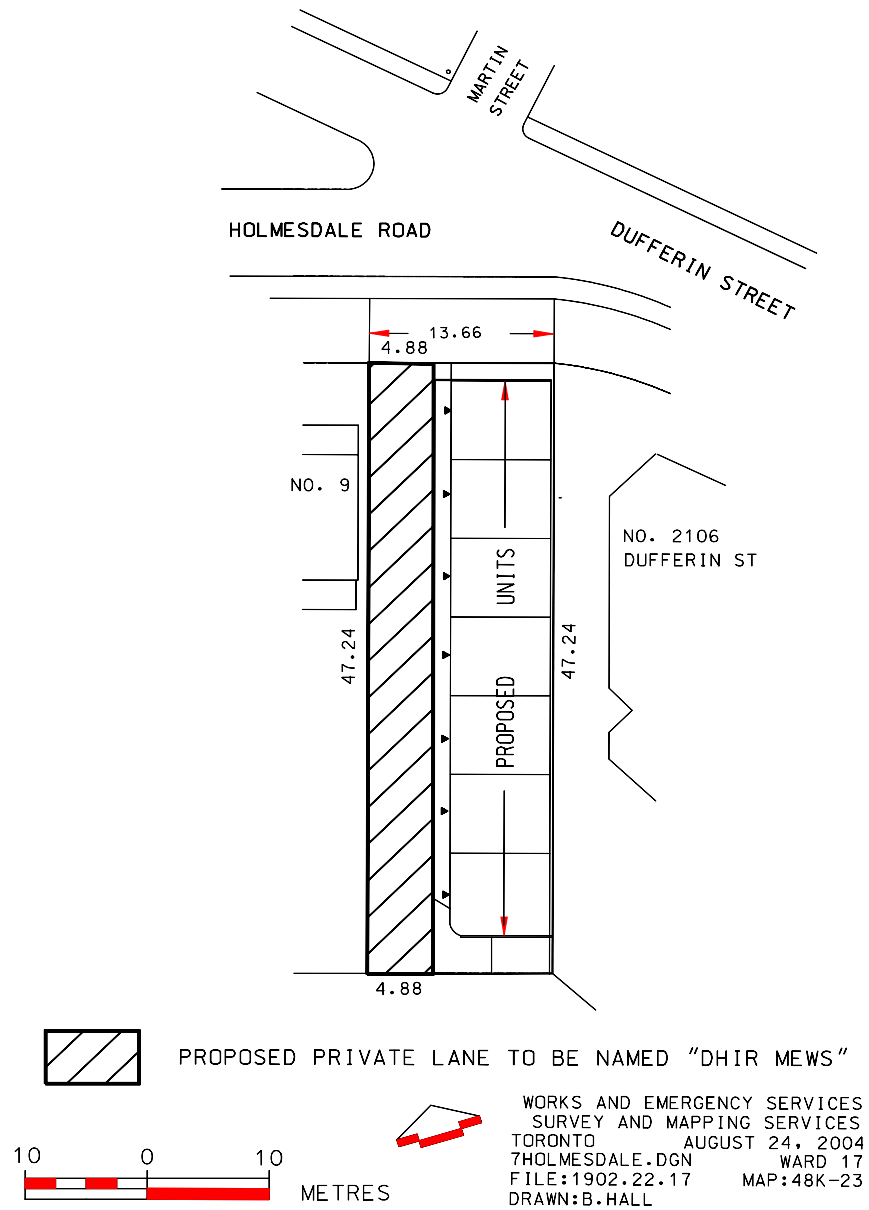 MARTIN
STREET
HOLMESDALE ROAD
DUFFERIN STREET
13.66
4.88
NO. 9
NO. 2106
DUFFERIN ST
UNITS
47.24
47.24
PROPOSED
4.88
PROPOSED PRIVATE LANE TO BE NAMED "DHIR MEWS"
WORKS AND EMERGENCY SERVICES
SURVEY AND MAPPING SERVICES
TORONTO AUGUST 24, 2004
7HOLMESDALE.DGN WARD 17
FILE:1902.22.17 MAP:48K-23
DRAWN:B.HALL
10 0 10
METRES